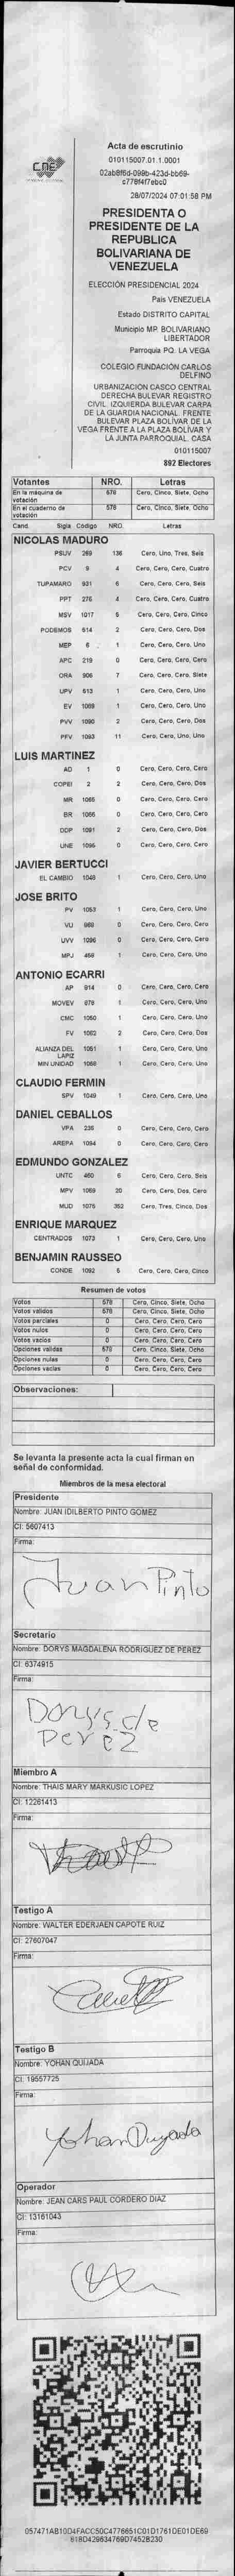 CNE
Acta de escrutinio
010115007.01.1.0001
02ab8f6d-099b-423d-bb69-
c778f4f7ebc0
28/07/2024 07:01:58 PM
PRESIDENTA O
PRESIDENTE DE LA
REPUBLICA
BOLIVARIANA DE
VENEZUELA
ELECCIÓN PRESIDENCIAL 2024
País VENEZUELA
Estado DISTRITO CAPITAL
Municipio MP. BOLIVARIANO
LIBERTADOR
Parroquia PQ. LA VEGA
COLEGIO FUNDACIÓN CARLOS
DELFINO
URBANIZACIÓN CASCO CENTRAL
DERECHA BULEVAR REGISTRO
CIVIL. IZQUIERDA BULEVAR CARPA
DE LA GUARDIA NACIONAL. FRENTE
BULEVAR PLAZA BOLÍVAR DE LA
VEGA FRENTE A LA PLAZA BOLÍVAR Y
LA JUNTA PARROQUIAL. CASA
010115007
892 Electores
Votantes NRO. Letras
En la máquina de votación 578 Cero, Cinco, Siete, Ocho
En el cuaderno de votación 578 Cero, Cinco, Siete, Ocho
Cand. Sigla Código NRO. Letras
NICOLAS MADURO
PSUV 269 136 Cero, Uno, Tres, Seis
PCV 9 4 Cero, Cero, Cero, Cuatro
TUPAMARO 931 6 Cero, Cero, Cero, Seis
PPT 276 4 Cero, Cero, Cero, Cuatro
MSV 1017 5 Cero, Cero, Cero, Cinco
PODEMOS 514 2 Cero, Cero, Cero, Dos
MEP 6 1 Cero, Cero, Cero, Uno
APC 219 0 Cero, Cero, Cero, Cero
ORA 906 7 Cero, Cero, Cero, Siete
UPV 613 1 Cero, Cero, Cero, Uno
EV 1089 1 Cero, Cero, Cero, Uno
PVV 1090 2 Cero, Cero, Cero, Dos
PFV 1093 11 Cero, Cero, Uno, Uno
LUIS MARTINEZ
AD 1 0 Cero, Cero, Cero, Cero
COPEI 2 2 Cero, Cero, Cero, Dos
MR 1065 0 Cero, Cero, Cero, Cero
BR 1066 0 Cero, Cero, Cero, Cero
DDP 1091 2 Cero, Cero, Cero, Dos
UNE 1095 0 Cero, Cero, Cero, Cero
JAVIER BERTUCCI
EL CAMBIO 1048 1 Cero, Cero, Cero, Uno
JOSE BRITO
PV 1053 1 Cero, Cero, Cero, Uno
VU 968 0 Cero, Cero, Cero, Cero
UVV 1096 0 Cero, Cero, Cero, Cero
MPJ 458 1 Cero, Cero, Cero, Uno
ANTONIO ECARRI
AP 914 0 Cero, Cero, Cero, Cero
MOVEV 978 1 Cero, Cero, Cero, Uno
CMC 1050 1 Cero, Cero, Cero, Uno
FV 1062 2 Cero, Cero, Cero, Dos
ALIANZA DEL LAPIZ 1051 1 Cero, Cero, Cero, Uno
MIN UNIDAD 1088 1 Cero, Cero, Cero, Uno
CLAUDIO FERMIN
SPV 1049 1 Cero, Cero, Cero, Uno
DANIEL CEBALLOS
VPA 236 0 Cero, Cero, Cero, Cero
AREPA 1094 0 Cero, Cero, Cero, Cero
EDMUNDO GONZALEZ
UNTC 460 6 Cero, Cero, Cero, Seis
MPV 1069 20 Cero, Cero, Dos, Cero
MUD 1075 352 Cero, Tres, Cinco, Dos
ENRIQUE MARQUEZ
CENTRADOS 1073 1 Cero, Cero, Cero, Uno
BENJAMIN RAUSSEO
CONDE 1092 5 Cero, Cero, Cero, Cinco
Resumen de votos
Votos 578 Cero, Cinco, Siete, Ocho
Votos válidos 578 Cero, Cinco, Siete, Ocho
Votos parciales 0 Cero, Cero, Cero, Cero
Votos nulos 0 Cero, Cero, Cero, Cero
Votos vacíos 0 Cero, Cero, Cero, Cero
Opciones validas 578 Cero, Cinco, Siete, Ocho
Opciones nulas 0 Cero, Cero, Cero, Cero
Opciones vacías 0 Cero, Cero, Cero, Cero
Observaciones:
Se levanta la presente acta la cual firman en
señal de conformidad.
Miembros de la mesa electoral
Presidente
Nombre: JUAN IDILBERTO PINTO GOMEZ
CI: 5607413
Firma:
Juan Pinto
Secretario
Nombre: DORYS MAGDALENA RODRIGUEZ DE PEREZ
CI: 6374915
Firma:
Dorys de
Perez
Miembro A
Nombre: THAIS MARY MARKUSIC LOPEZ
CI: 12261413
Firma:
Testigo A
Nombre: WALTER EDERJAEN CAPOTE RUIZ
CI: 27607047
Firma:
Testigo B
Nombre: YOHAN QUIJADA
CI: 19557725
Firma:
Yohan Quijada
Operador
Nombre: JEAN CARS PAUL CORDERO DIAZ
CI: 13161043
Firma:
057471AB10D4FACC50C4776651C01D1761DE01DE69
618D429634769D7452B230